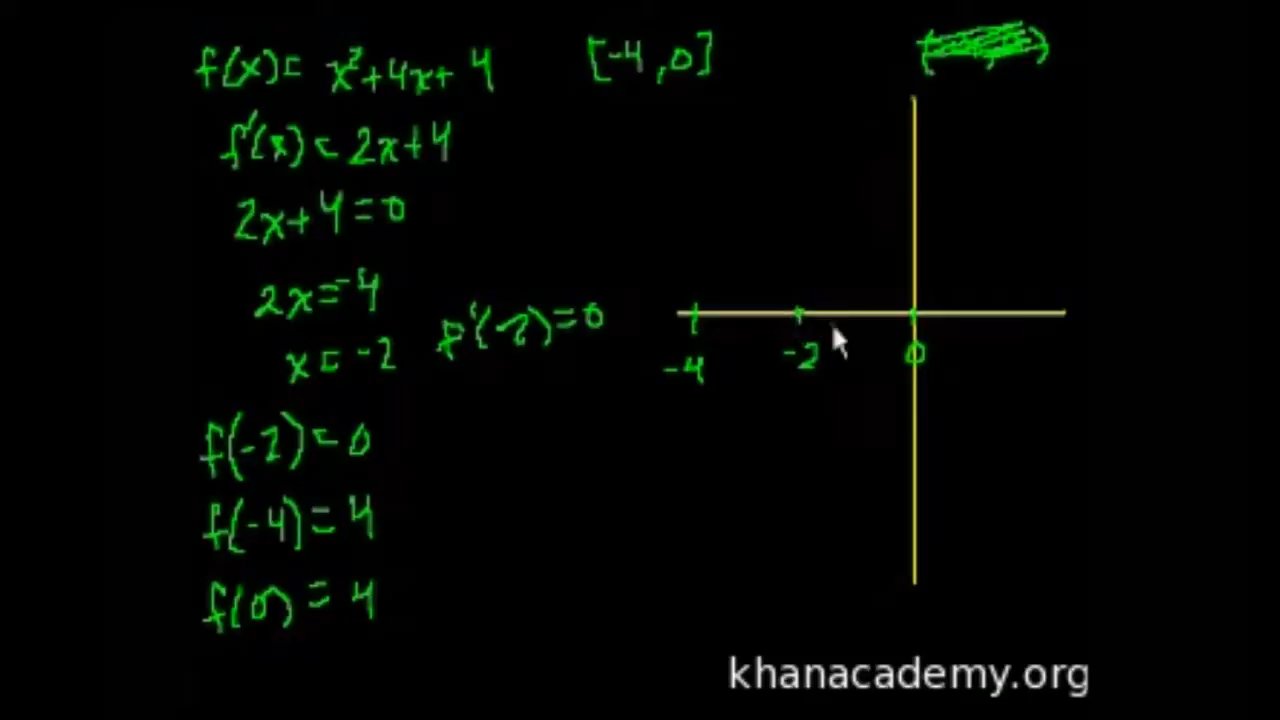 f(x)= x²+4x+4 [-4,0]
f'(x)=2x+4
2x+4=0
2x=-4
x=-2 f'(-2)=0
-4 -2 0
f(-2)=0
f(-4)=4
f(0)=4
khanacademy.org